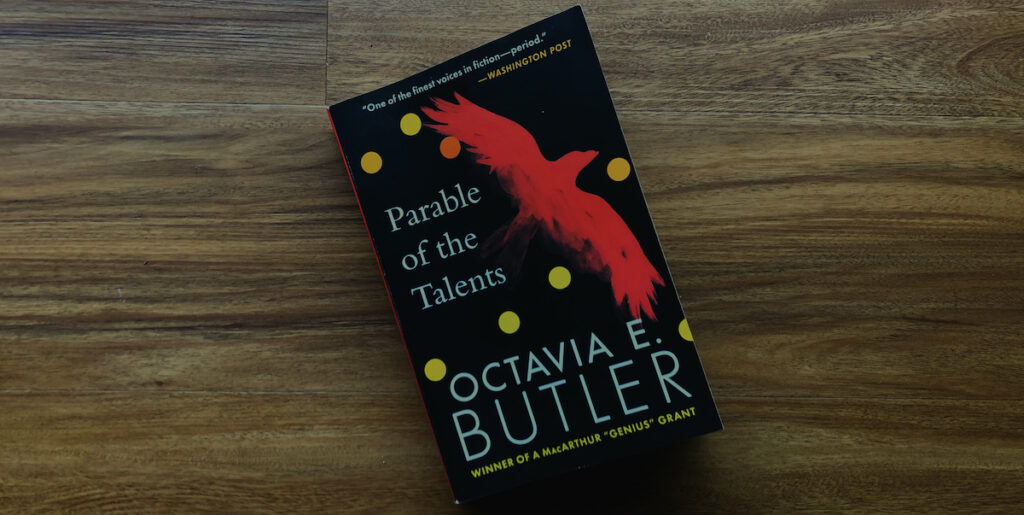 “One of the finest voices in fiction—period.”
—WASHINGTON POST
Parable
of the
Talents
OCTAVIA E.
BUTLER
WINNER OF A MacARTHUR “GENIUS” GRANT